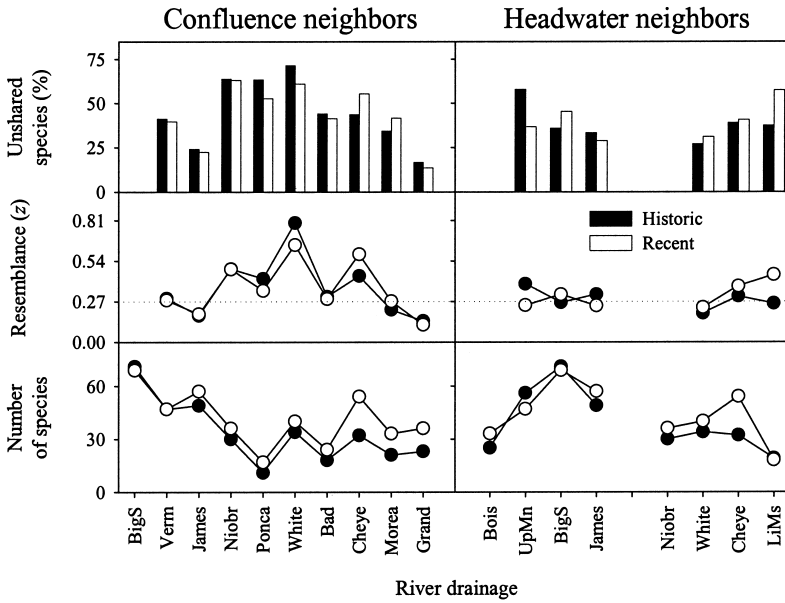 Confluence neighbors
Headwater neighbors
Unshared
species (%)
75
50
25
0
Historic
Recent
Resemblance (z)
0.81
0.54
0.27
0.00
Number
of species
60
30
0
BigS
Verm
James
Niobr
Ponca
White
Bad
Cheye
Morea
Grand
Bois
UpMn
BigS
James
Niobr
White
Cheye
LiMs
River drainage